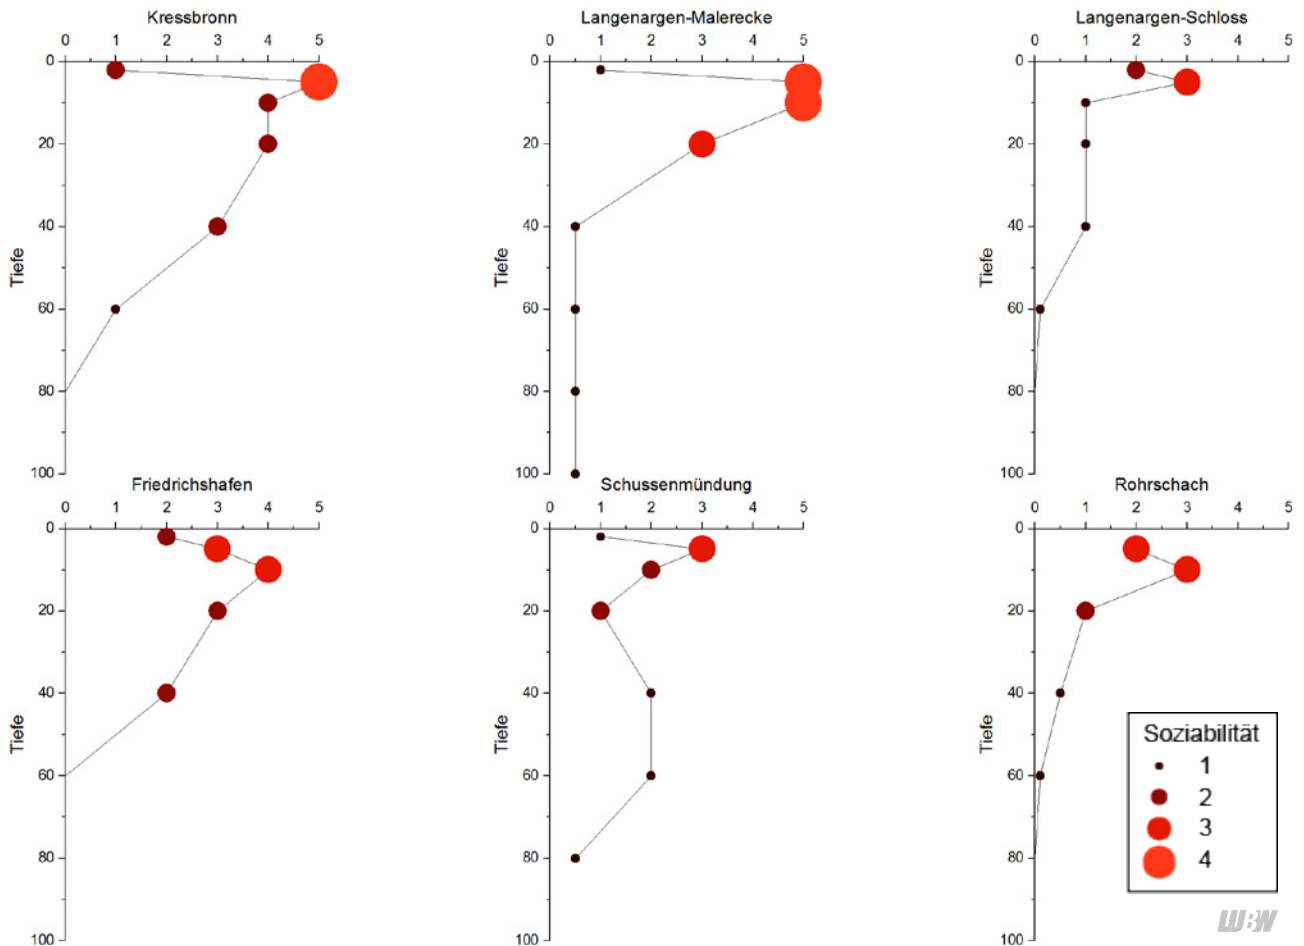 Kressbronn Langenargen-Malerecke Langenargen-Schloss
0 1 2 3 4 5 0 1 2 3 4 5 0 1 2 3 4 5
0 0 0
20 20 20
40 40 40
Tiefe Tiefe Tiefe
60 60 60
80 80 80
100 100 100
Friedrichshafen Schussenmündung Rohrschach
0 1 2 3 4 5 0 1 2 3 4 5 0 1 2 3 4 5
0 0 0
20 20 20
40 40 40
Tiefe Tiefe Tiefe
60 60 60
80 80 80
100 100 100
Soziabilität
1
2
3
4
WBW